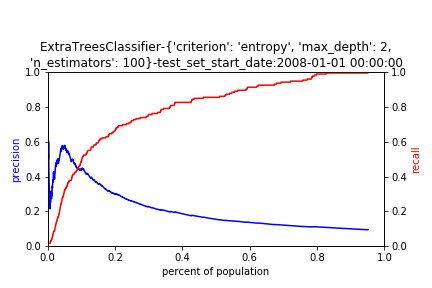 ExtraTreesClassifier-{'criterion': 'entropy', 'max_depth': 2,
'n_estimators': 100}-test_set_start_date:2008-01-01 00:00:00
1.0
0.8
0.6
0.4
0.2
0.0
precision
1.0
0.8
0.6
0.4
0.2
0.0
recall
0.0 0.2 0.4 0.6 0.8 1.0
percent of population